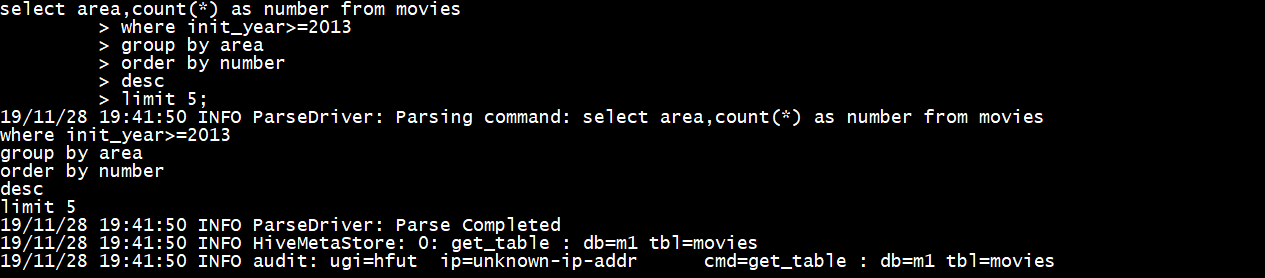 select area,count(*) as number from movies
> where init_year>=2013
> group by area
> order by number
> desc
> limit 5;
19/11/28 19:41:50 INFO ParseDriver: Parsing command: select area,count(*) as number from movies
where init_year>=2013
group by area
order by number
desc
limit 5
19/11/28 19:41:50 INFO ParseDriver: Parse Completed
19/11/28 19:41:50 INFO HiveMetaStore: 0: get_table : db=m1 tbl=movies
19/11/28 19:41:50 INFO audit: ugi=hfut  ip=unknown-ip-addr      cmd=get_table : db=m1 tbl=movies